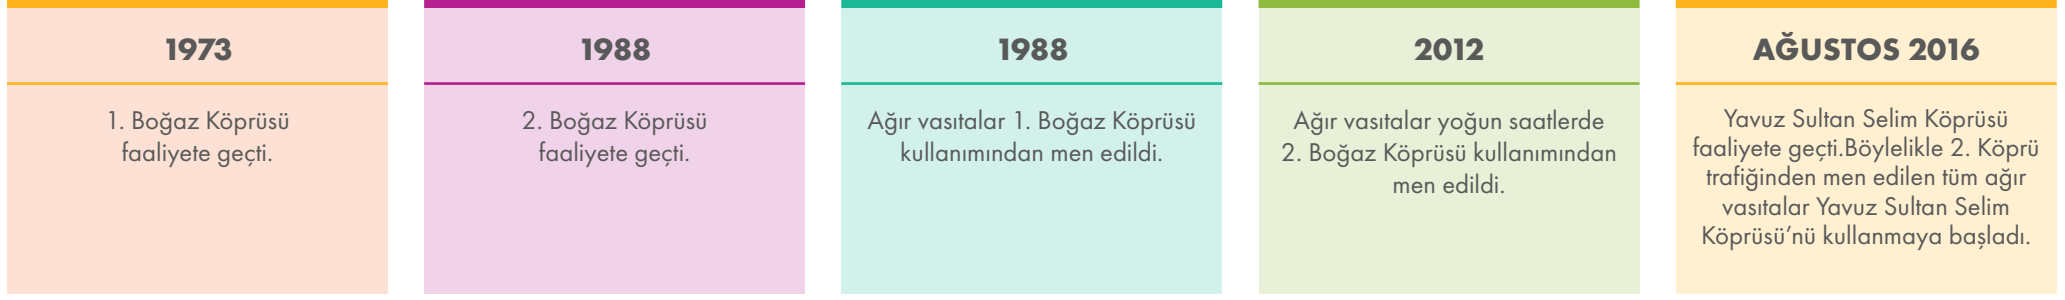 1973
1. Boğaz Köprüsü
faaliyete geçti.
1988
2. Boğaz Köprüsü
faaliyete geçti.
1988
Ağır vasıtalar 1. Boğaz Köprüsü
kullanımından men edildi.
2012
Ağır vasıtalar yoğun saatlerde
2. Boğaz Köprüsü kullanımından
men edildi.
AĞUSTOS 2016
Yavuz Sultan Selim Köprüsü
faaliyete geçti.Böylelikle 2. Köprü
trafiğinden men edilen tüm ağır
vasıtalar Yavuz Sultan Selim
Köprüsü’nü kullanmaya başladı.